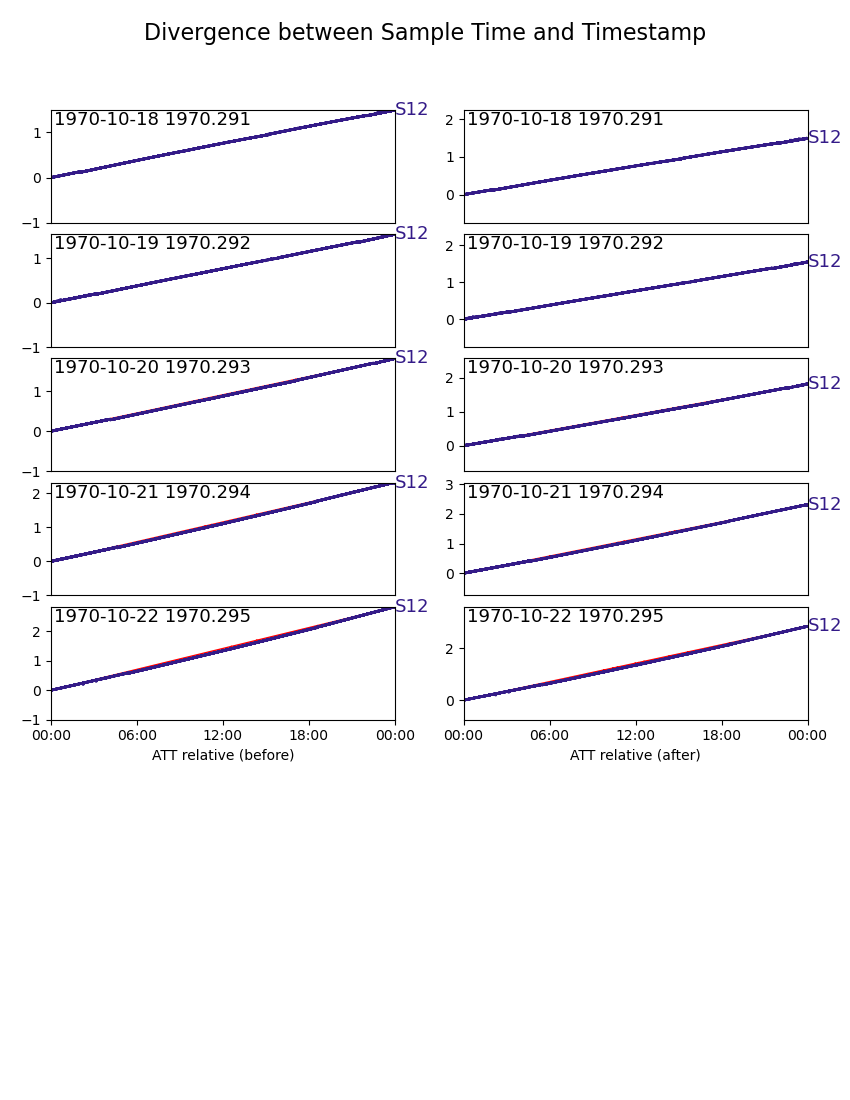 Divergence between Sample Time and Timestamp
1970-10-18 1970.291
S12
1
0
−1
1970-10-18 1970.291
S12
2
1
0
1970-10-19 1970.292
S12
1
0
−1
1970-10-19 1970.292
S12
2
1
0
1970-10-20 1970.293
S12
1
0
−1
1970-10-20 1970.293
S12
2
1
0
1970-10-21 1970.294
S12
2
1
0
−1
1970-10-21 1970.294
S12
3
2
1
0
1970-10-22 1970.295
S12
2
1
0
−1
00:00 06:00 12:00 18:00 00:00
ATT relative (before)
1970-10-22 1970.295
S12
2
0
00:00 06:00 12:00 18:00 00:00
ATT relative (after)